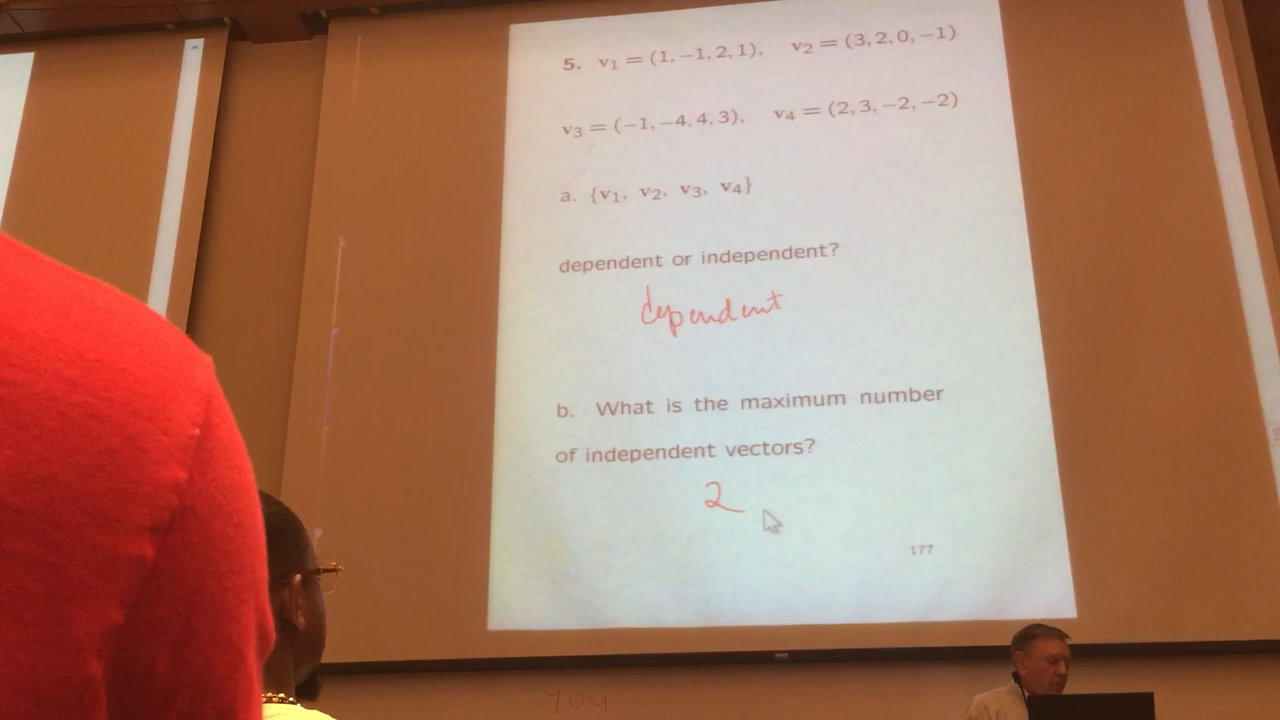 5. v₁ = (1, −1, 2, 1), v₂ = (3, 2, 0, −1)
v₃ = (−1, −4, 4, 3), v₄ = (2, 3, −2, −2)
a. {v₁, v₂, v₃, v₄}
dependent or independent?
dependent
b. What is the maximum number
of independent vectors?
2
177